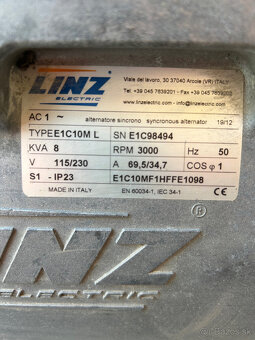 LINZ
ELECTRIC
Viale del lavoro, 30 37040 Arcole (VR) ITALY
Tel. +39 045 7639201 - Fax +39 045 7639202
www.linzelectric.com - info@linzelectric.com
AC 1 ~ alternatore sincrono synchronous alternator 19/12
TYPE E1C10M L SN E1C98494
KVA 8 RPM 3000 Hz 50
V 115/230 A 69,5/34,7 COS φ 1
S1 - IP23 E1C10MF1HFFE1098
MADE IN ITALY EN 60034-1, IEC 34-1
®
INZ
ELECTRIC